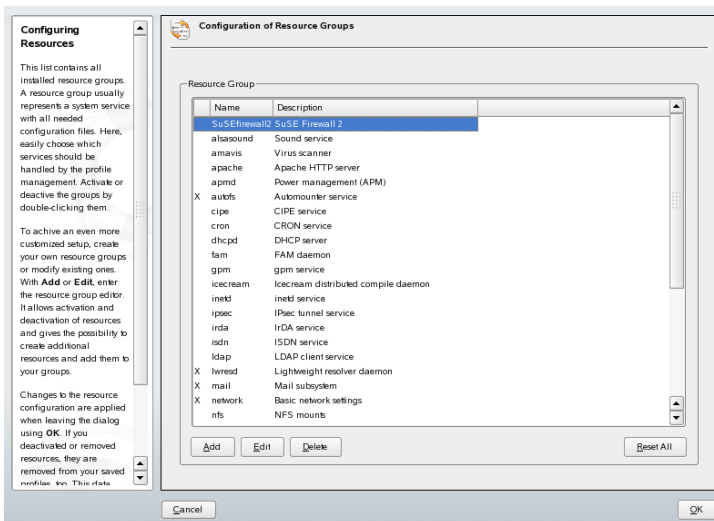 Configuring
Resources
This list contains all
installed resource groups.
A resource group usually
represents a system service
with all needed
configuration files. Here,
easily choose which
services should be
handled by the profile
management. Activate or
deactive the groups by
double-clicking them.
To achive an even more
customized setup, create
your own resource groups
or modify existing ones.
With Add or Edit, enter
the resource group editor.
It allows activation and
deactivation of resources
and gives the possibility to
create additional
resources and add them to
your groups.
Changes to the resource
configuration are applied
when leaving the dialog
using OK. If you
deactivated or removed
resources, they are
removed from your saved
profiles, too. This data
Configuration of Resource Groups
Resource Group
Name Description
SuSEfirewall2 SuSE Firewall 2
alsasound Sound service
amavis Virus scanner
apache Apache HTTP server
apmd Power management (APM)
X autofs Automounter service
cipe CIPE service
cron CRON service
dhcpd DHCP server
fam FAM daemon
gpm gpm service
icecream Icecream distributed compile daemon
inetd inetd service
ipsec IPsec tunnel service
irda IrDA service
isdn ISDN service
ldap LDAP client service
X lwresd Lightweight resolver daemon
X mail Mail subsystem
X network Basic network settings
nfs NFS mounts
Add Edit Delete Reset All
Cancel OK